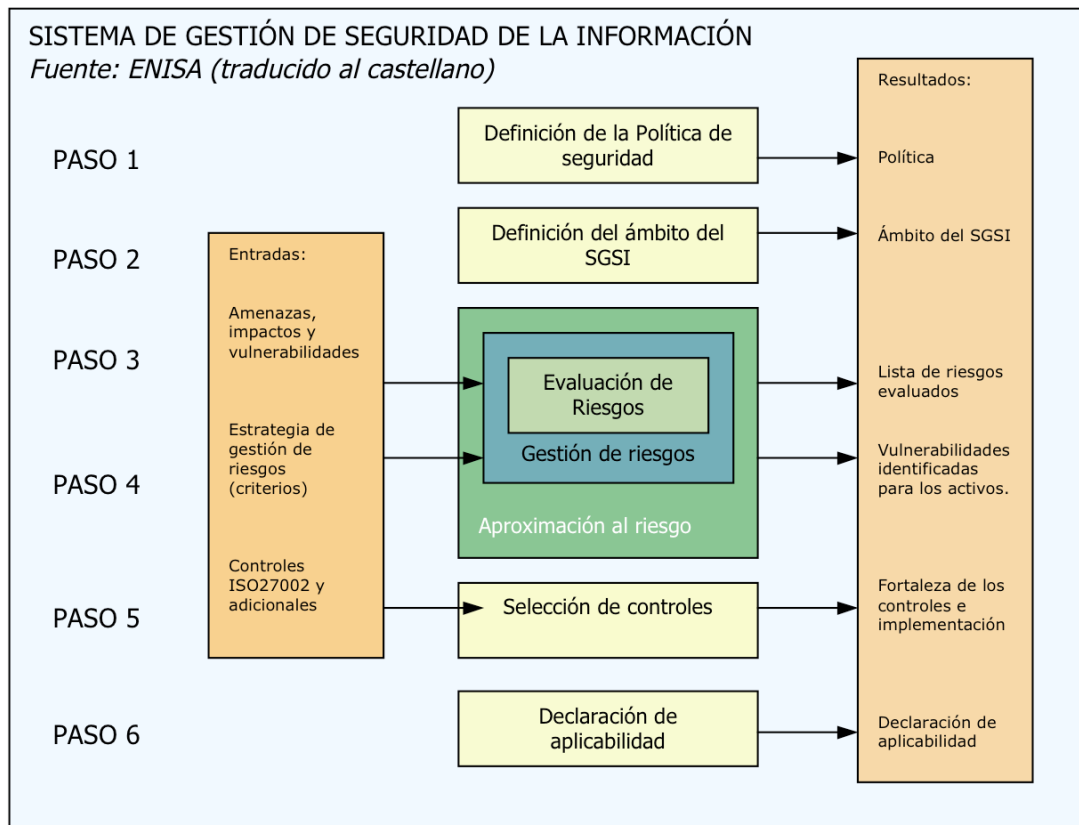 SISTEMA DE GESTIÓN DE SEGURIDAD DE LA INFORMACIÓN
Fuente: ENISA (traducido al castellano)
PASO 1
Definición de la Política de
seguridad
PASO 2
Definición del ámbito del
SGSI
PASO 3
PASO 4
PASO 5
PASO 6
Entradas:
Amenazas,
impactos y
vulnerabilidades
Estrategia de
gestión de
riesgos
(criterios)
Controles
ISO27002 y
adicionales
Evaluación de
Riesgos
Gestión de riesgos
Aproximación al riesgo
Selección de controles
Declaración de
aplicabilidad
Resultados:
Política
Ámbito del SGSI
Lista de riesgos
evaluados
Vulnerabilidades
identificadas
para los activos.
Fortaleza de los
controles e
implementación
Declaración de
aplicabilidad